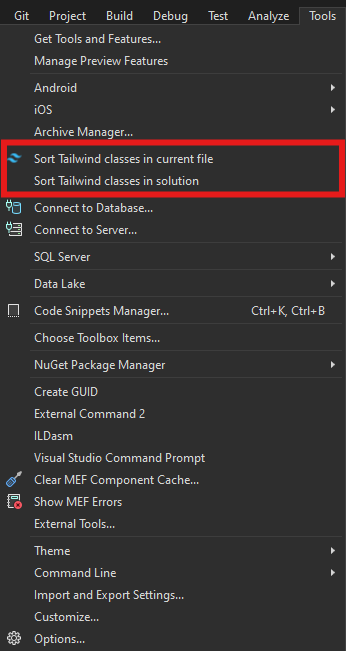 Git Project Build Debug Test Analyze Tools
Get Tools and Features...
Manage Preview Features
Android
iOS
Archive Manager...
Sort Tailwind classes in current file
Sort Tailwind classes in solution
Connect to Database...
Connect to Server...
SQL Server
Data Lake
Code Snippets Manager... Ctrl+K, Ctrl+B
Choose Toolbox Items...
NuGet Package Manager
Create GUID
External Command 2
ILDasm
Visual Studio Command Prompt
Clear MEF Component Cache...
Show MEF Errors
External Tools...
Theme
Command Line
Import and Export Settings...
Customize...
Options...